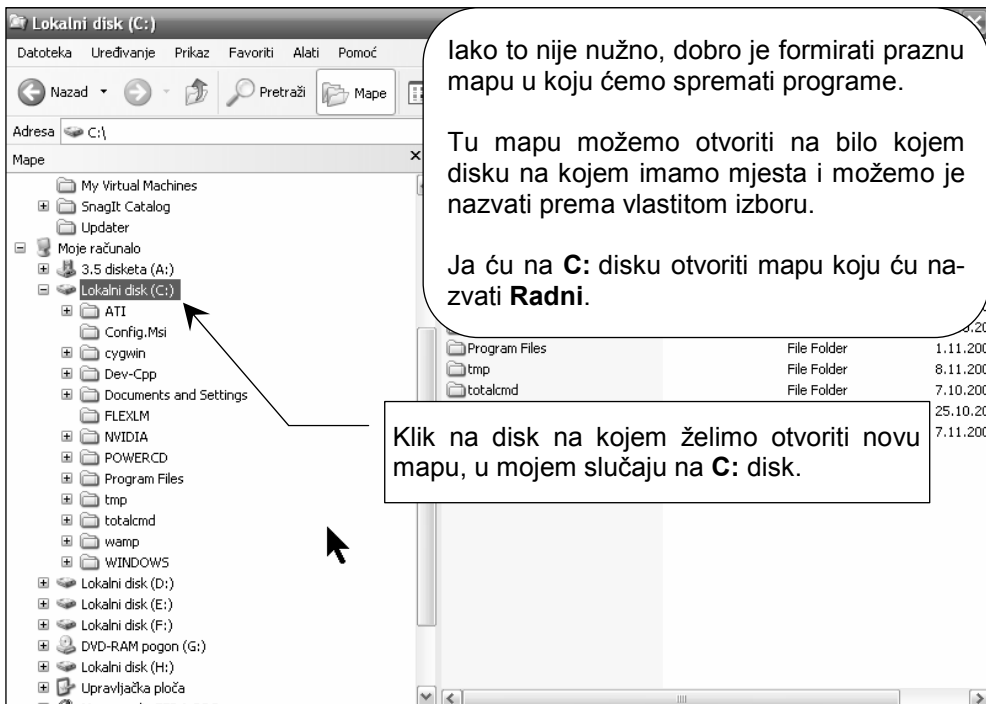 Lokalni disk (C:)
Datoteka Uređivanje Prikaz Favoriti Alati Pomoć
Nazad Pretraži Mape
Adresa C:\
Mape
My Virtual Machines
SnagIt Catalog
Updater
Moje računalo
3.5 disketa (A:)
Lokalni disk (C:)
ATI
Config.Msi
cygwin
Dev-Cpp
Documents and Settings
FLEXLM
NVIDIA
POWERCD
Program Files
tmp
totalcmd
wamp
WINDOWS
Lokalni disk (D:)
Lokalni disk (E:)
Lokalni disk (F:)
DVD-RAM pogon (G:)
Lokalni disk (H:)
Upravljačka ploča
Iako to nije nužno, dobro je formirati praznu
mapu u koju ćemo spremati programe.
Tu mapu možemo otvoriti na bilo kojem
disku na kojem imamo mjesta i možemo je
nazvati prema vlastitom izboru.
Ja ću na C: disku otvoriti mapu koju ću na-
zvati Radni.
Program Files File Folder 1.11.200
tmp File Folder 8.11.200
totalcmd File Folder 7.10.200
25.10.20
7.11.200
Klik na disk na kojem želimo otvoriti novu
mapu, u mojem slučaju na C: disk.